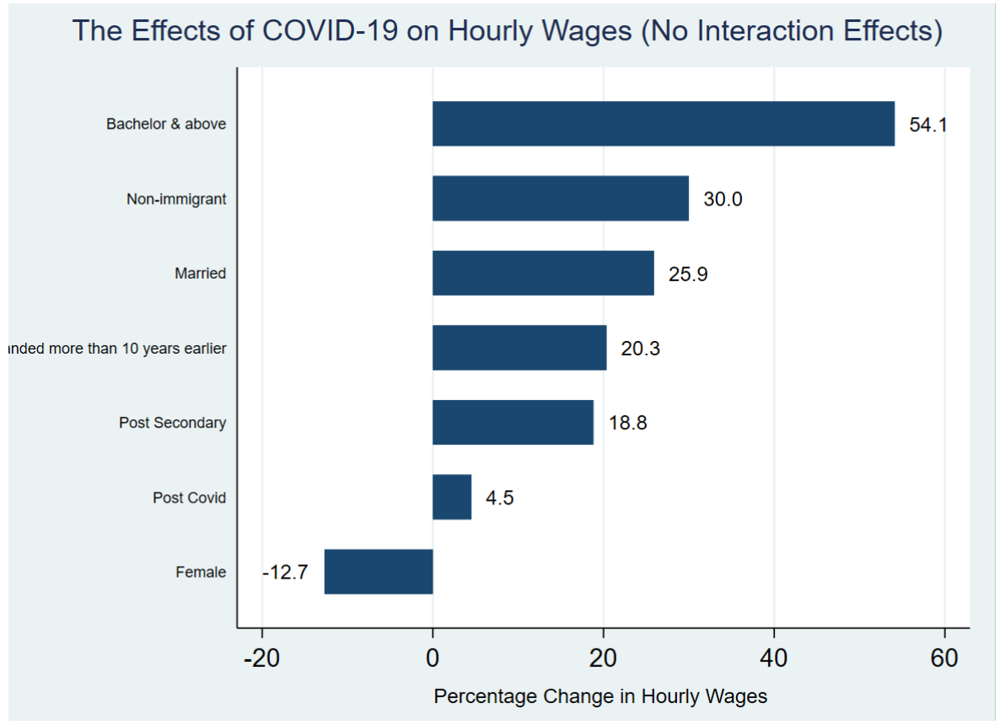 The Effects of COVID-19 on Hourly Wages (No Interaction Effects)
Bachelor & above
54.1
Non-immigrant
30.0
Married
25.9
more than 10 years earlier
20.3
Post Secondary
18.8
Post Covid
4.5
Female
-12.7
-20 0 20 40 60
Percentage Change in Hourly Wages